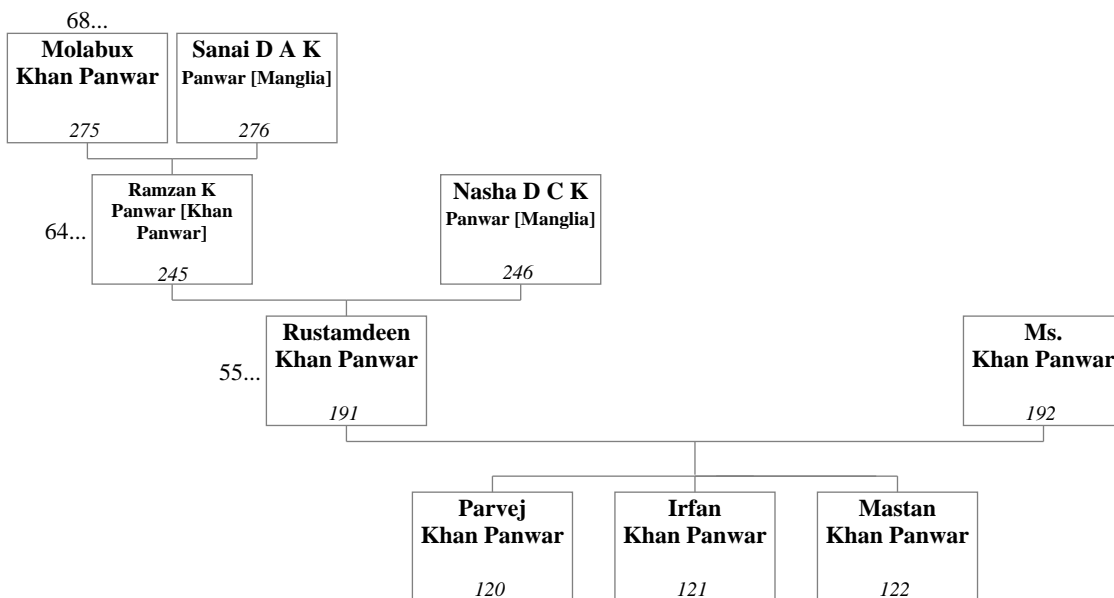 68...
Molabux
Khan Panwar
275
Sanai D A K
Panwar [Manglia]
276
64...
Ramzan K
Panwar [Khan
Panwar]
245
Nasha D C K
Panwar [Manglia]
246
55...
Rustamdeen
Khan Panwar
191
Ms.
Khan Panwar
192
Parvej
Khan Panwar
120
Irfan
Khan Panwar
121
Mastan
Khan Panwar
122